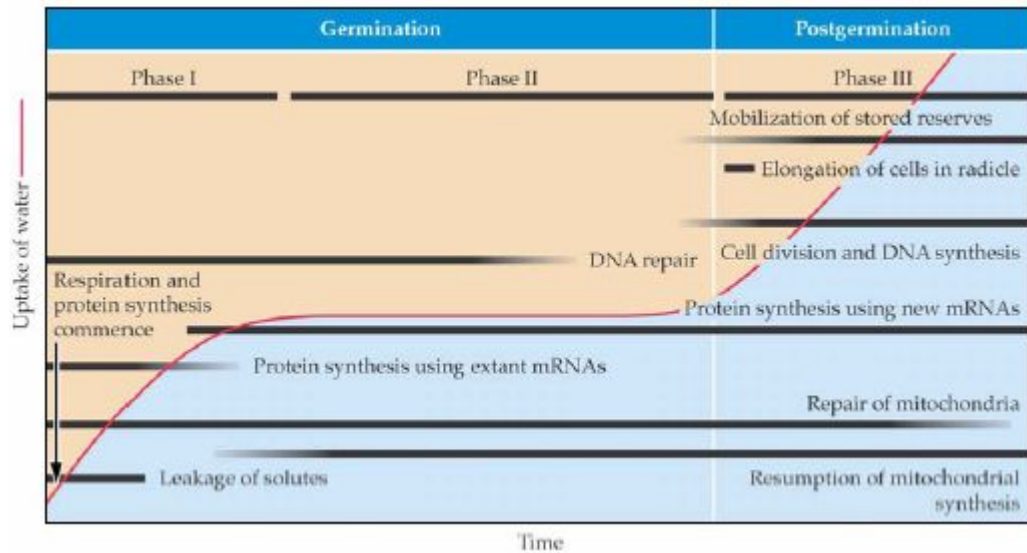 Germination
Postgermination
Phase I
Phase II
Phase III
Mobilization of stored reserves
Elongation of cells in radicle
Cell division and DNA synthesis
DNA repair
Uptake of water
Respiration and
protein synthesis
commence
Protein synthesis using new mRNAs
Protein synthesis using extant mRNAs
Repair of mitochondria
Leakage of solutes
Resumption of mitochondrial
synthesis
Time